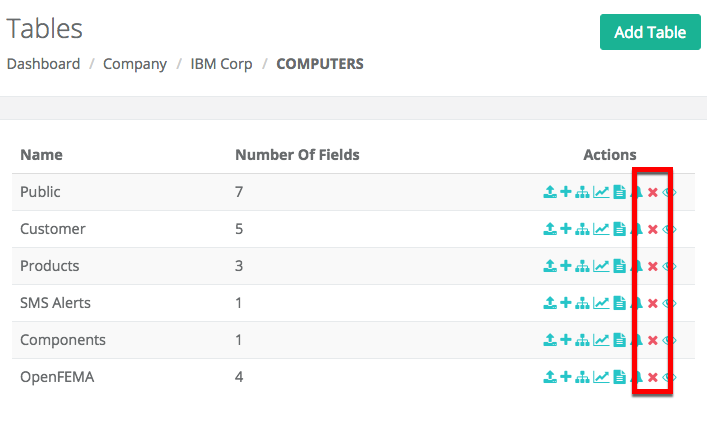 Tables
Add Table
Dashboard / Company / IBM Corp / COMPUTERS
Name Number Of Fields Actions
Public 7
Customer 5
Products 3
SMS Alerts 1
Components 1
OpenFEMA 4